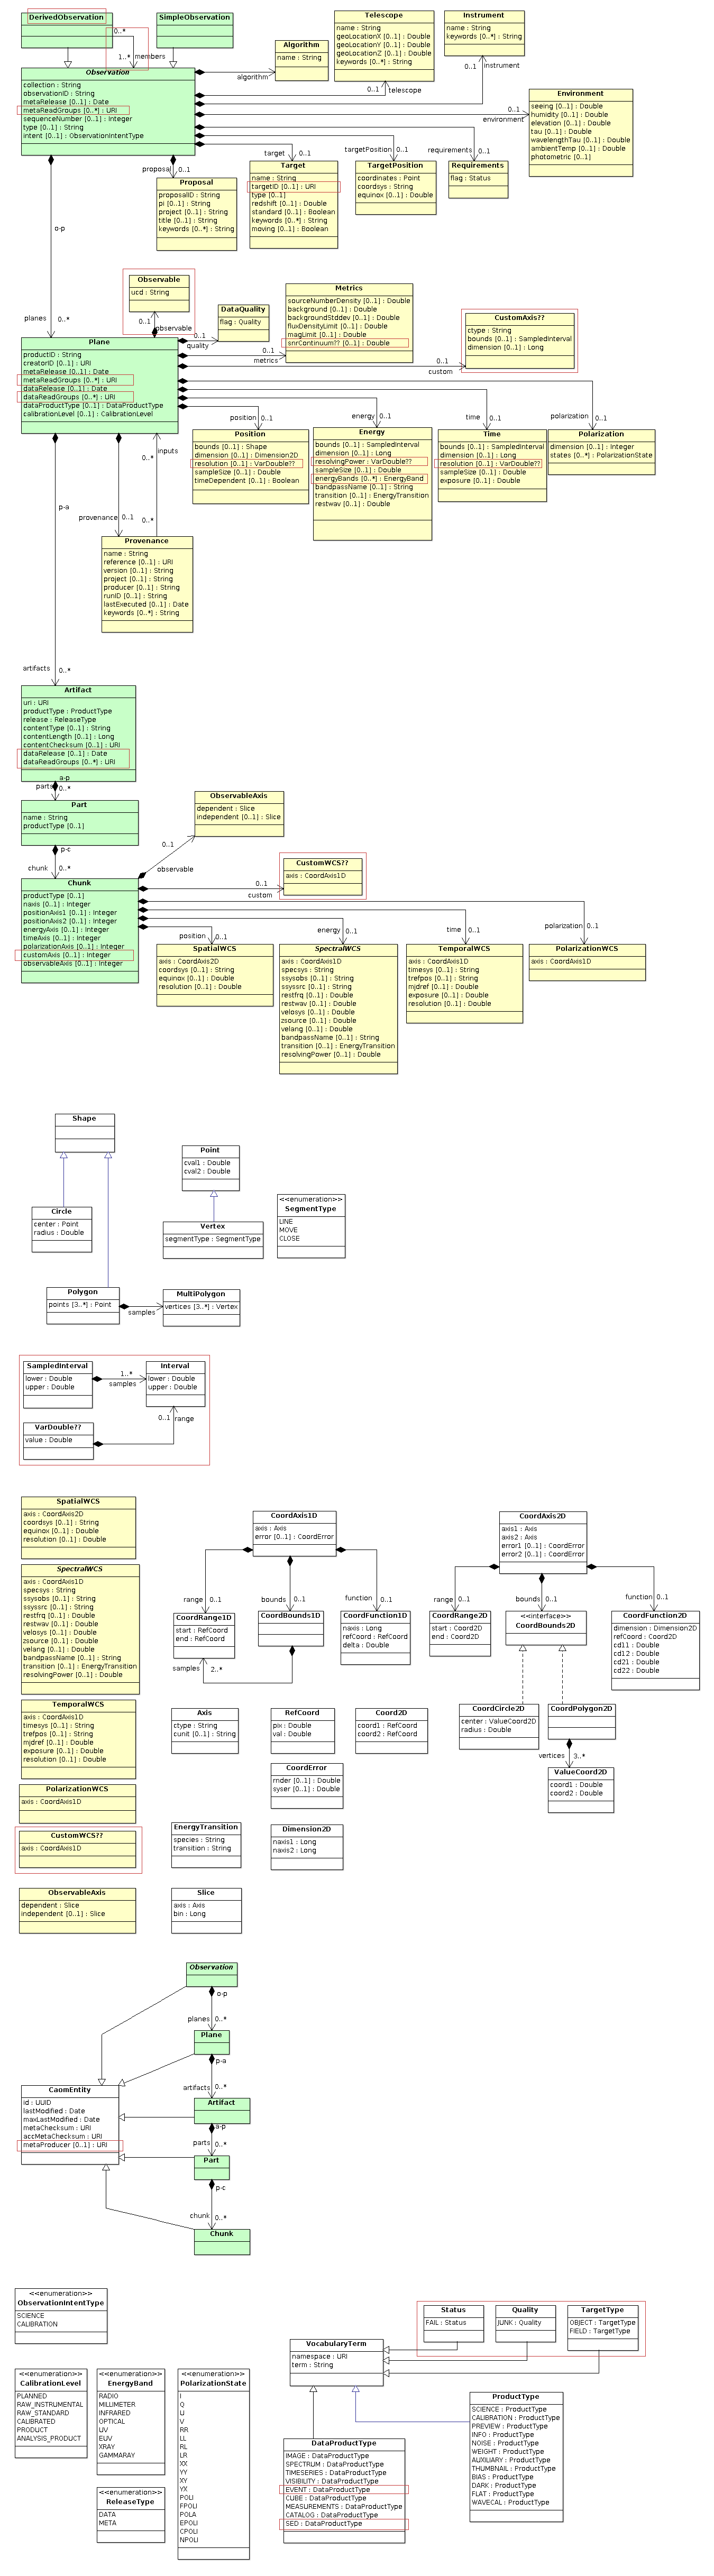 DerivedObservation
0..*
1..* members
SimpleObservation
Observation
collection : String
observationID : String
metaRelease [0..1] : Date
metaReadGroups [0..*] : URI
sequenceNumber [0..1] : Integer
type [0..1] : String
intent [0..1] : ObservationIntentType
Algorithm
name : String
algorithm
Telescope
name : String
geoLocationX [0..1] : Double
geoLocationY [0..1] : Double
geoLocationZ [0..1] : Double
keywords [0..*] : String
0..1 telescope
Instrument
name : String
keywords [0..*] : String
0..1 instrument
Environment
seeing [0..1] : Double
humidity [0..1] : Double
elevation [0..1] : Double
tau [0..1] : Double
wavelengthTau [0..1] : Double
ambientTemp [0..1] : Double
photometric [0..1]
0..1
environment
proposal 0..1
Proposal
proposalID : String
pi [0..1] : String
project [0..1] : String
title [0..1] : String
keywords [0..*] : String
target 0..1
Target
name : String
targetID [0..1] : URI
type [0..1]
redshift [0..1] : Double
standard [0..1] : Boolean
keywords [0..*] : String
moving [0..1] : Boolean
targetPosition 0..1
TargetPosition
coordinates : Point
coordsys : String
equinox [0..1] : Double
requirements 0..1
Requirements
flag : Status
o-p
planes 0..*
Observable
ucd : String
0..1
observable
DataQuality
flag : Quality
0..1
quality
Metrics
sourceNumberDensity [0..1] : Double
background [0..1] : Double
backgroundStddev [0..1] : Double
fluxDensityLimit [0..1] : Double
magLimit [0..1] : Double
snrContinuum?? [0..1] : Double
0..1
metrics
CustomAxis??
ctype : String
bounds [0..1] : SampledInterval
dimension [0..1] : Long
0..1
custom
Plane
productID : String
creatorID [0..1] : URI
metaRelease [0..1] : Date
metaReadGroups [0..*] : URI
dataRelease [0..1] : Date
dataReadGroups [0..*] : URI
dataProductType [0..1] : DataProductType
calibrationLevel [0..1] : CalibrationLevel
position 0..1
Position
bounds [0..1] : Shape
dimension [0..1] : Dimension2D
resolution [0..1] : VarDouble??
sampleSize [0..1] : Double
timeDependent [0..1] : Boolean
energy 0..1
Energy
bounds [0..1] : SampledInterval
dimension [0..1] : Long
resolvingPower [0..1] : VarDouble??
sampleSize [0..1] : Double
energyBands [0..*] : EnergyBand
bandpassName [0..1] : String
transition [0..1] : EnergyTransition
restwav [0..1] : Double
time 0..1
Time
bounds [0..1] : SampledInterval
dimension [0..1] : Long
resolution [0..1] : VarDouble??
sampleSize [0..1] : Double
exposure [0..1] : Double
polarization 0..1
Polarization
dimension [0..1] : Integer
states [0..*] : PolarizationState
inputs
0..*
p-a
provenance 0..1
0..*
Provenance
name : String
reference [0..1] : URI
version [0..1] : String
project [0..1] : String
producer [0..1] : String
runID [0..1] : String
lastExecuted [0..1] : Date
keywords [0..*] : String
artifacts 0..*
Artifact
uri : URI
productType : ProductType
release : ReleaseType
contentType [0..1] : String
contentLength [0..1] : Long
contentChecksum [0..1] : URI
dataRelease [0..1] : Date
dataReadGroups [0..*] : URI
a-p
parts 0..*
Part
name : String
productType [0..1]
p-c
chunk 0..*
ObservableAxis
dependent : Slice
independent [0..1] : Slice
0..1
observable
CustomWCS??
axis : CoordAxis1D
0..1
custom
Chunk
productType [0..1]
naxis [0..1] : Integer
positionAxis1 [0..1] : Integer
positionAxis2 [0..1] : Integer
energyAxis [0..1] : Integer
timeAxis [0..1] : Integer
polarizationAxis [0..1] : Integer
customAxis [0..1] : Integer
observableAxis [0..1] : Integer
position 0..1
SpatialWCS
axis : CoordAxis2D
coordsys [0..1] : String
equinox [0..1] : Double
resolution [0..1] : Double
energy 0..1
SpectralWCS
axis : CoordAxis1D
specsys : String
ssysobs [0..1] : String
ssyssrc [0..1] : String
restfrq [0..1] : Double
restwav [0..1] : Double
velosys [0..1] : Double
zsource [0..1] : Double
velang [0..1] : Double
bandpassName [0..1] : String
transition [0..1] : EnergyTransition
resolvingPower [0..1] : Double
time 0..1
TemporalWCS
axis : CoordAxis1D
timesys [0..1] : String
trefpos [0..1] : String
mjdref [0..1] : Double
exposure [0..1] : Double
resolution [0..1] : Double
polarization 0..1
PolarizationWCS
axis : CoordAxis1D
Shape
Circle
center : Point
radius : Double
Point
cval1 : Double
cval2 : Double
Vertex
segmentType : SegmentType
<<enumeration>>
SegmentType
LINE
MOVE
CLOSE
Polygon
points [3..*] : Point
samples
MultiPolygon
vertices [3..*] : Vertex
SampledInterval
lower : Double
upper : Double
1..*
samples
Interval
lower : Double
upper : Double
0..1 range
VarDouble??
value : Double
SpatialWCS
axis : CoordAxis2D
coordsys [0..1] : String
equinox [0..1] : Double
resolution [0..1] : Double
SpectralWCS
axis : CoordAxis1D
specsys : String
ssysobs [0..1] : String
ssyssrc [0..1] : String
restfrq [0..1] : Double
restwav [0..1] : Double
velosys [0..1] : Double
zsource [0..1] : Double
velang [0..1] : Double
bandpassName [0..1] : String
transition [0..1] : EnergyTransition
resolvingPower [0..1] : Double
TemporalWCS
axis : CoordAxis1D
timesys [0..1] : String
trefpos [0..1] : String
mjdref [0..1] : Double
exposure [0..1] : Double
resolution [0..1] : Double
PolarizationWCS
axis : CoordAxis1D
CustomWCS??
axis : CoordAxis1D
ObservableAxis
dependent : Slice
independent [0..1] : Slice
CoordAxis1D
axis : Axis
error [0..1] : CoordError
range 0..1
bounds 0..1
function 0..1
CoordRange1D
start : RefCoord
end : RefCoord
CoordBounds1D
samples 2..*
CoordFunction1D
naxis : Long
refCoord : RefCoord
delta : Double
CoordAxis2D
axis1 : Axis
axis2 : Axis
error1 [0..1] : CoordError
error2 [0..1] : CoordError
range 0..1
bounds 0..1
function 0..1
CoordRange2D
start : Coord2D
end : Coord2D
<<interface>>
CoordBounds2D
CoordFunction2D
dimension : Dimension2D
refCoord : Coord2D
cd11 : Double
cd12 : Double
cd21 : Double
cd22 : Double
Axis
ctype : String
cunit [0..1] : String
RefCoord
pix : Double
val : Double
Coord2D
coord1 : RefCoord
coord2 : RefCoord
CoordCircle2D
center : ValueCoord2D
radius : Double
CoordPolygon2D
vertices 3..*
ValueCoord2D
coord1 : Double
coord2 : Double
CoordError
rnder [0..1] : Double
syser [0..1] : Double
EnergyTransition
species : String
transition : String
Dimension2D
naxis1 : Long
naxis2 : Long
Slice
axis : Axis
bin : Long
Observation
o-p
planes 0..*
Plane
p-a
artifacts 0..*
Artifact
a-p
parts 0..*
Part
p-c
chunk 0..*
Chunk
CaomEntity
id : UUID
lastModified : Date
maxLastModified : Date
metaChecksum : URI
accMetaChecksum : URI
metaProducer [0..1] : URI
<<enumeration>>
ObservationIntentType
SCIENCE
CALIBRATION
<<enumeration>>
CalibrationLevel
PLANNED
RAW_INSTRUMENTAL
RAW_STANDARD
CALIBRATED
PRODUCT
ANALYSIS_PRODUCT
<<enumeration>>
EnergyBand
RADIO
MILLIMETER
INFRARED
OPTICAL
UV
EUV
XRAY
GAMMARAY
<<enumeration>>
ReleaseType
DATA
META
<<enumeration>>
PolarizationState
I
Q
U
V
RR
LL
RL
LR
XX
YY
XY
YX
POLI
FPOLI
POLA
EPOLI
CPOLI
NPOLI
VocabularyTerm
namespace : URI
term : String
Status
FAIL : Status
Quality
JUNK : Quality
TargetType
OBJECT : TargetType
FIELD : TargetType
DataProductType
IMAGE : DataProductType
SPECTRUM : DataProductType
TIMESERIES : DataProductType
VISIBILITY : DataProductType
EVENT : DataProductType
CUBE : DataProductType
MEASUREMENTS : DataProductType
CATALOG : DataProductType
SED : DataProductType
ProductType
SCIENCE : ProductType
CALIBRATION : ProductType
PREVIEW : ProductType
INFO : ProductType
NOISE : ProductType
WEIGHT : ProductType
AUXILIARY : ProductType
THUMBNAIL : ProductType
BIAS : ProductType
DARK : ProductType
FLAT : ProductType
WAVECAL : ProductType